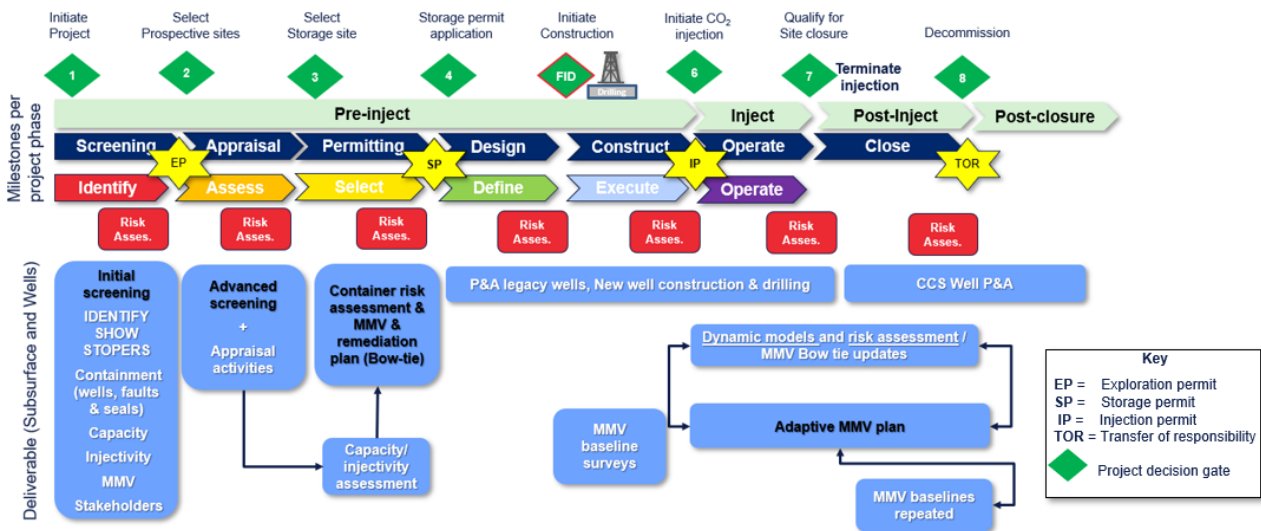 Initiate
Project
Select
Prospective sites
Select
Storage site
Storage permit
application
Initiate
Construction
Initiate CO₂
injection
Qualify for
Site closure
Decommission
1
2
3
4
FID
Drilling
6
7
Terminate
injection
8
Milestones per
project phase
Pre-inject
Inject
Post-Inject
Post-closure
Screening
EP
Appraisal
Permitting
SP
Design
Construct
IP
Operate
Close
TOR
Identify
Assess
Select
Define
Execute
Operate
Risk
Asses.
Risk
Asses.
Risk
Asses.
Risk
Asses.
Risk
Asses.
Risk
Asses.
Risk
Asses.
Deliverable (Subsurface and Wells)
Initial
screening
IDENTIFY
SHOW
STOPERS
Containment
(wells, faults
& seals)
Capacity
Injectivity
MMV
Stakeholders
Advanced
screening
+
Appraisal
activities
Container risk
assessment &
MMV &
remediation
plan (Bow-tie)
Capacity/
injectivity
assessment
P&A legacy wells, New well construction & drilling
CCS Well P&A
Dynamic models and risk assessment /
MMV Bow tie updates
MMV
baseline
surveys
Adaptive MMV plan
MMV baselines
repeated
Key
EP = Exploration permit
SP = Storage permit
IP = Injection permit
TOR = Transfer of responsibility
Project decision gate